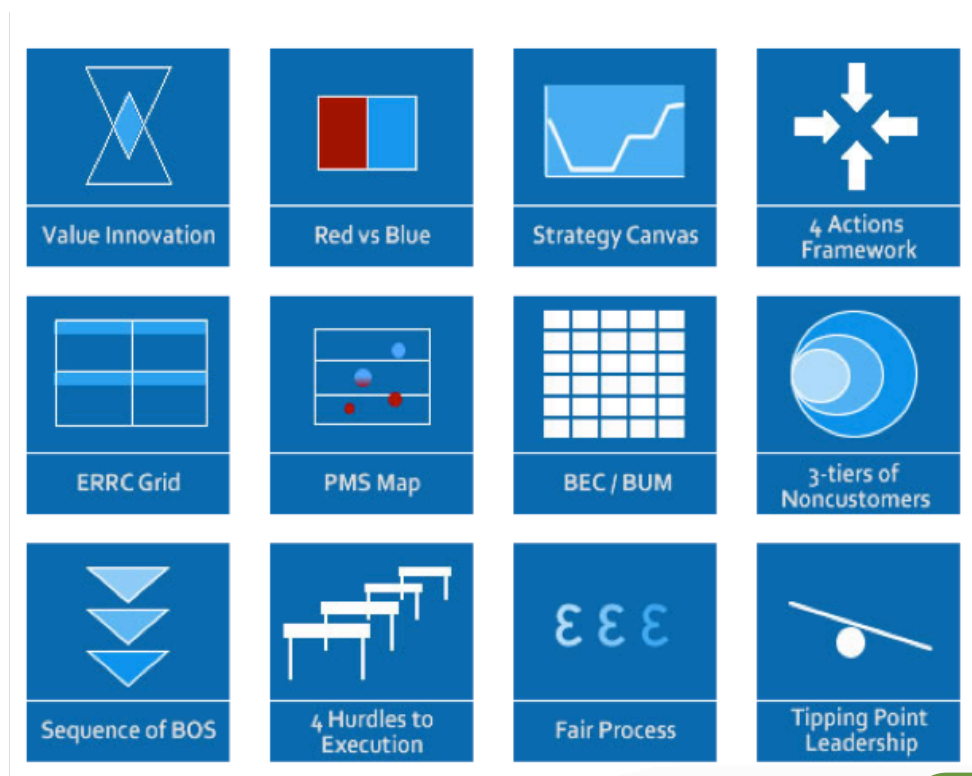 Value Innovation
Red vs Blue
Strategy Canvas
4 Actions
Framework
ERRC Grid
PMS Map
BEC / BUM
3-tiers of
Noncustomers
Sequence of BOS
4 Hurdles to
Execution
ε ε ε
Fair Process
Tipping Point
Leadership